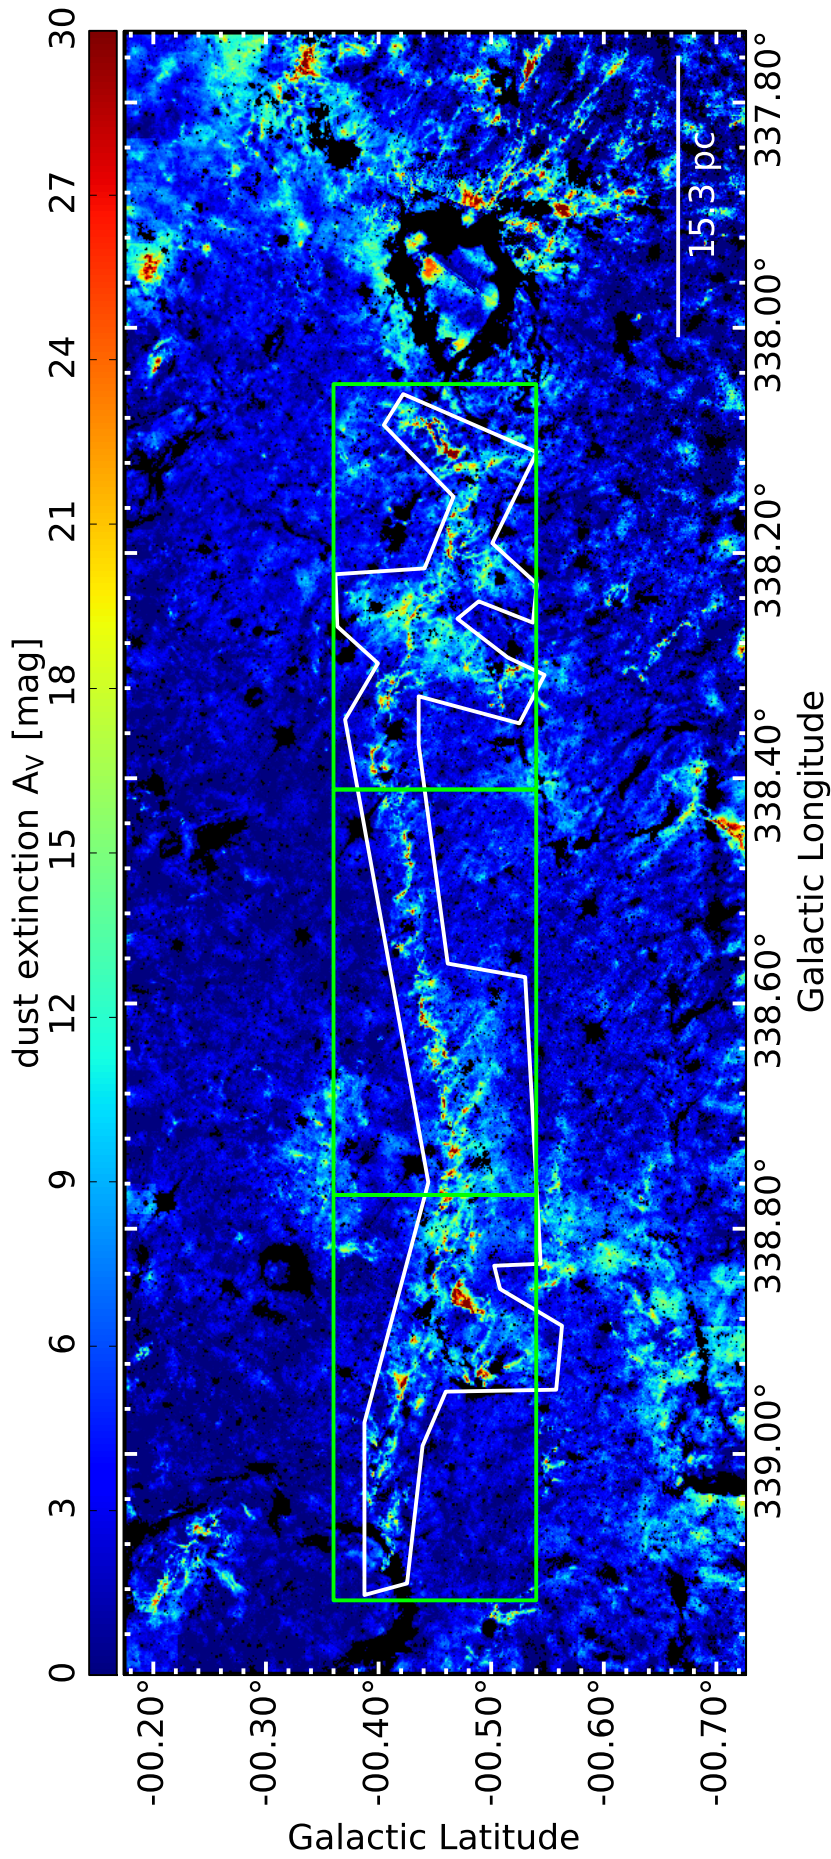 dust extinction Av [mag]
0 3 6 9 12 15 18 21 24 27 30
Galactic Latitude
-00.20°
-00.30°
-00.40°
-00.50°
-00.60°
-00.70°
15.3 pc
339.00° 338.80° 338.60° 338.40° 338.20° 338.00° 337.80°
Galactic Longitude